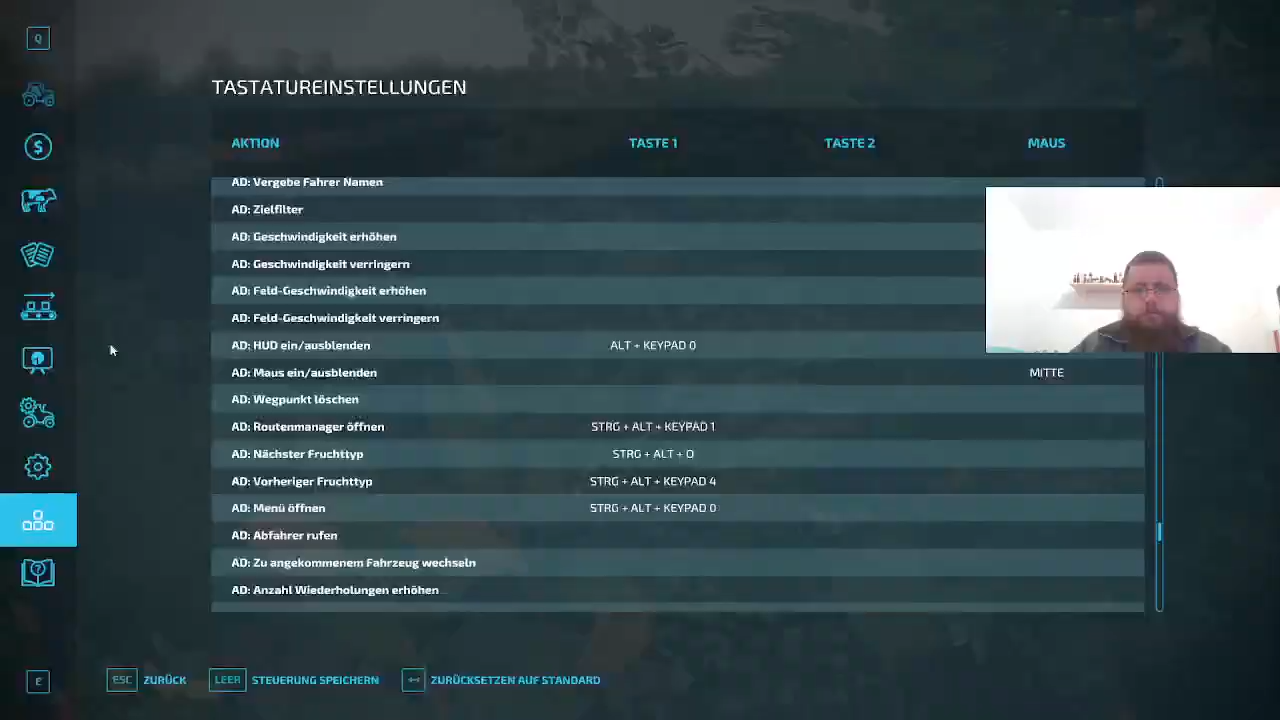 Q
TASTATUREINSTELLUNGEN
AKTION TASTE 1 TASTE 2 MAUS
AD: Vergebe Fahrer Namen
AD: Zielfilter
AD: Geschwindigkeit erhöhen
AD: Geschwindigkeit verringern
AD: Feld-Geschwindigkeit erhöhen
AD: Feld-Geschwindigkeit verringern
AD: HUD ein/ausblenden ALT + KEYPAD 0
AD: Maus ein/ausblenden MITTE
AD: Wegpunkt löschen
AD: Routenmanager öffnen STRG + ALT + KEYPAD 1
AD: Nächster Fruchttyp STRG + ALT + O
AD: Vorheriger Fruchttyp STRG + ALT + KEYPAD 4
AD: Menü öffnen STRG + ALT + KEYPAD 0
AD: Abfahrer rufen
AD: Zu angekommenem Fahrzeug wechseln
AD: Anzahl Wiederholungen erhöhen
E ESC ZURÜCK LEER STEUERUNG SPEICHERN ZURÜCKSETZEN AUF STANDARD